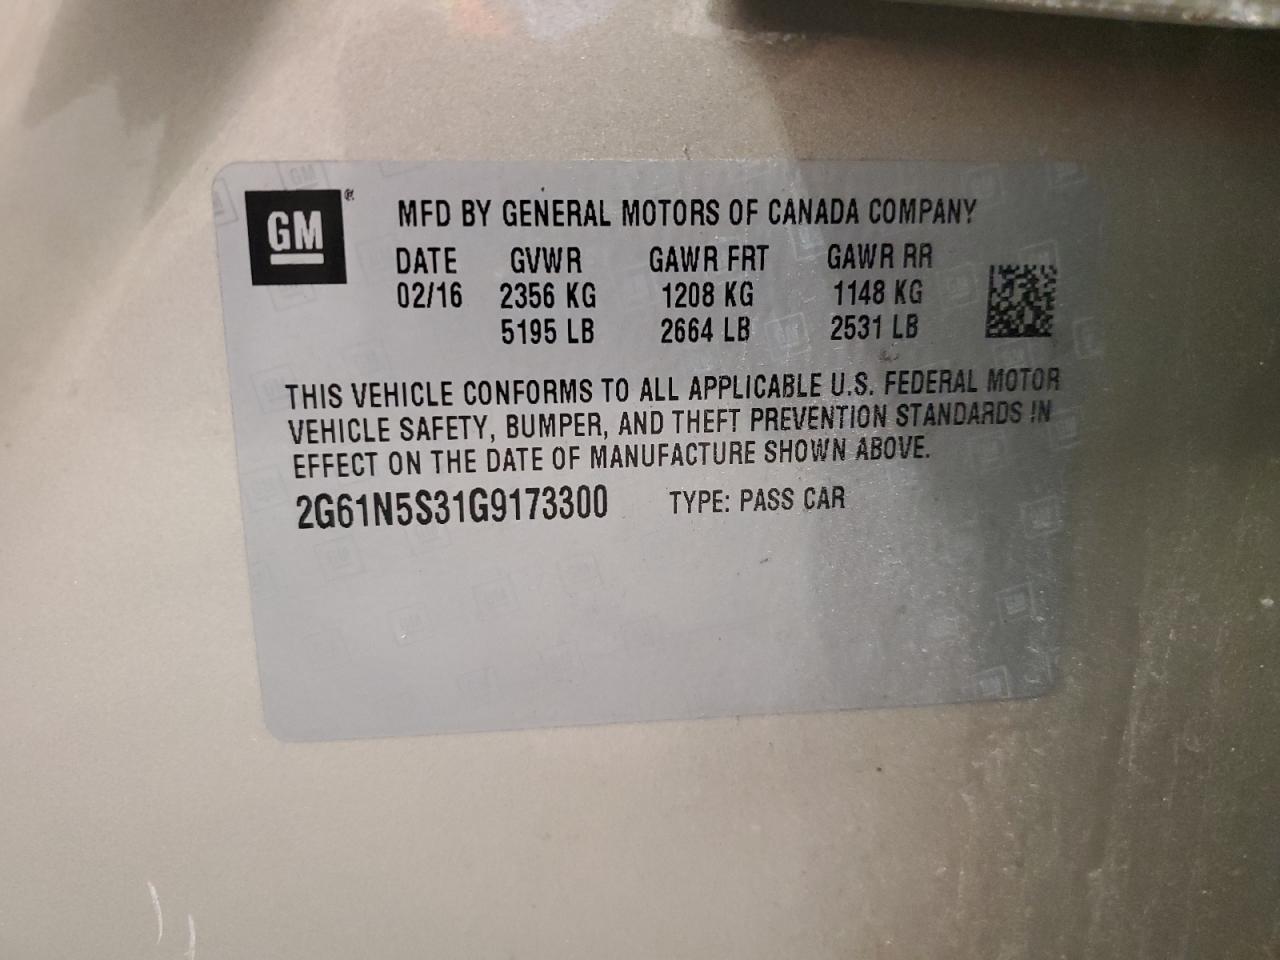 GM ® MFD BY GENERAL MOTORS OF CANADA COMPANY
DATE GVWR GAWR FRT GAWR RR
02/16 2356 KG 1208 KG 1148 KG
5195 LB 2664 LB 2531 LB
THIS VEHICLE CONFORMS TO ALL APPLICABLE U.S. FEDERAL MOTOR
VEHICLE SAFETY, BUMPER, AND THEFT PREVENTION STANDARDS IN
EFFECT ON THE DATE OF MANUFACTURE SHOWN ABOVE.
2G61N5S31G9173300 TYPE: PASS CAR